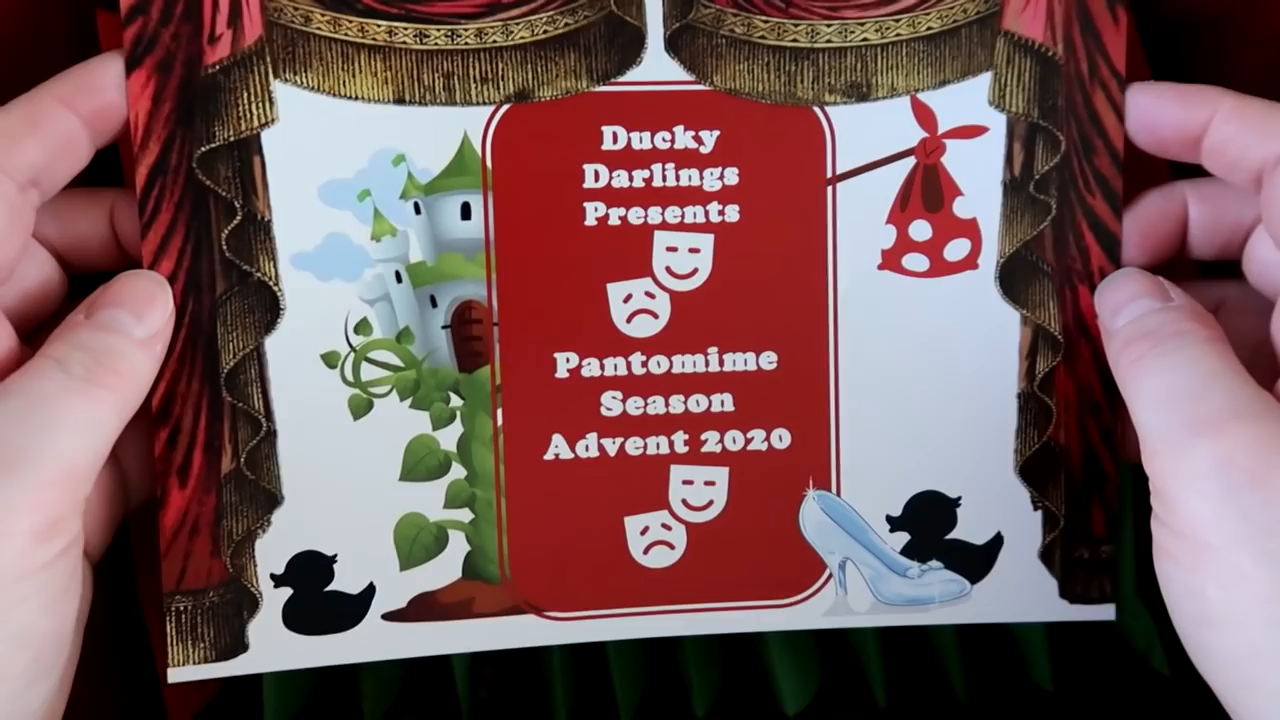 Ducky
Darlings
Presents
Pantomime
Season
Advent 2020